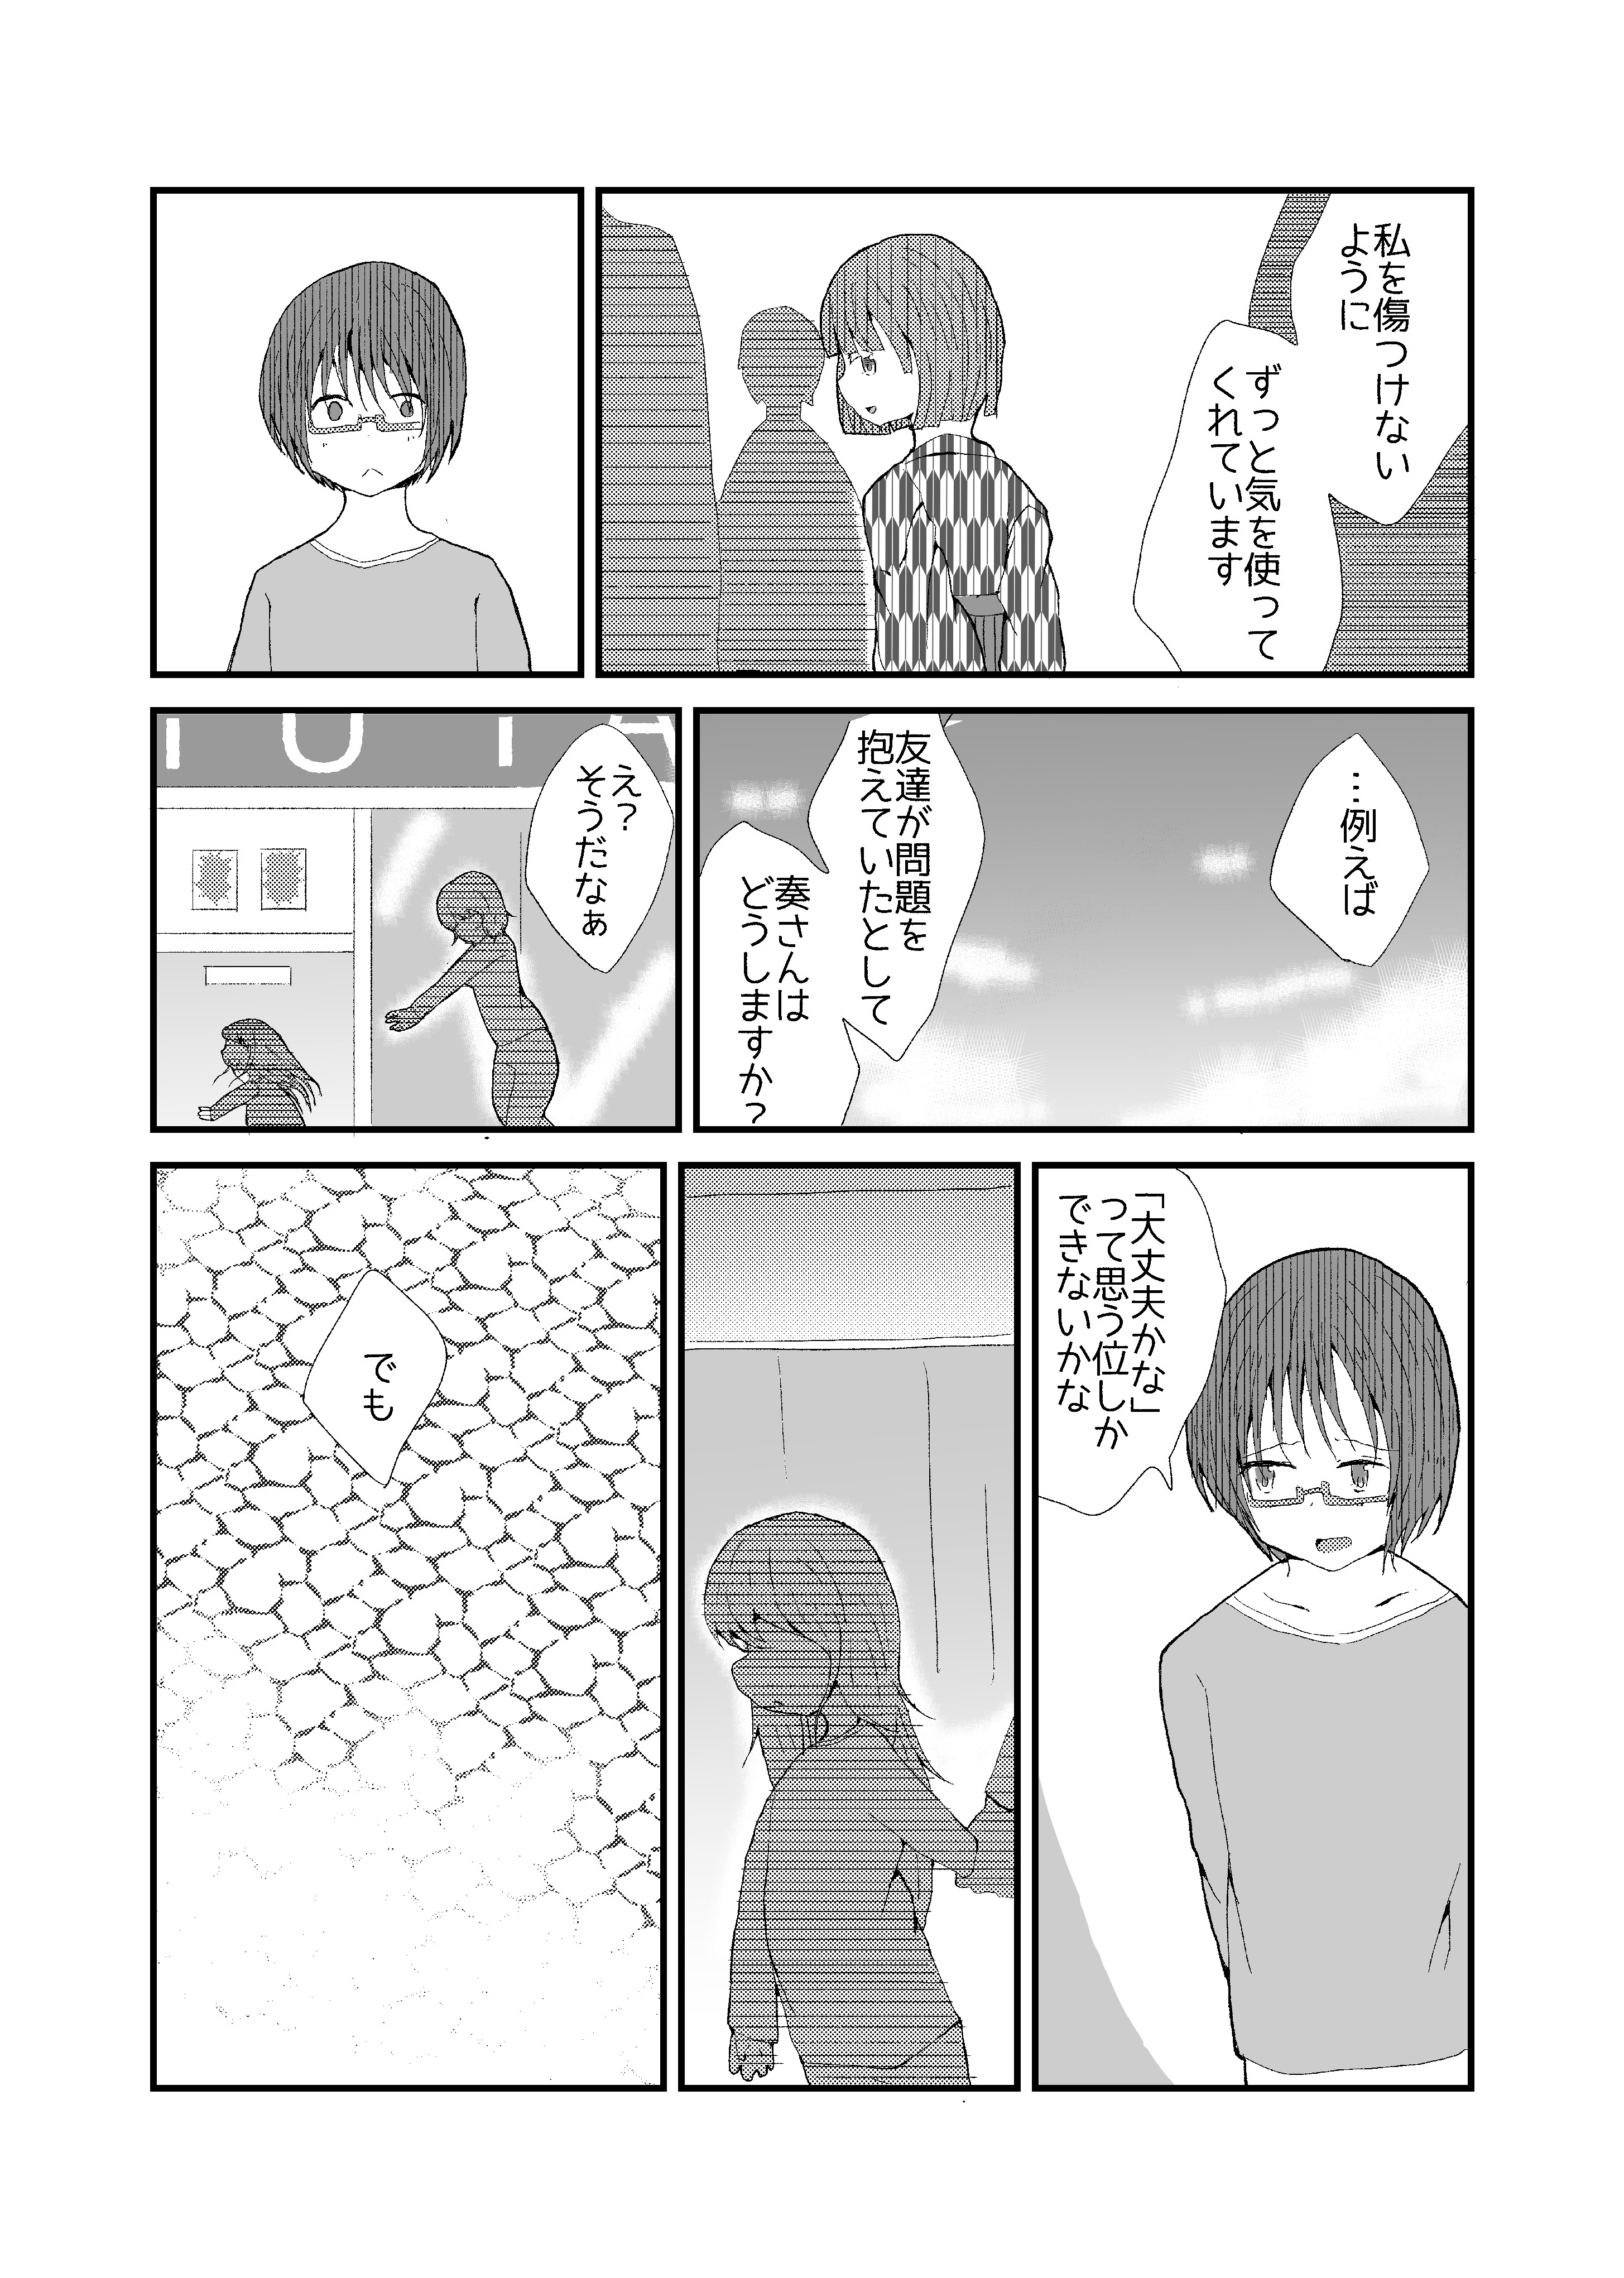 私を傷つけない
ように
ずっと気を使って
くれています
…例えば
友達が問題を
抱えていたとして
奏さんは
どうしますか？
え？
そうだなぁ
「大丈夫かな」
って思う位しか
できないかな
でも